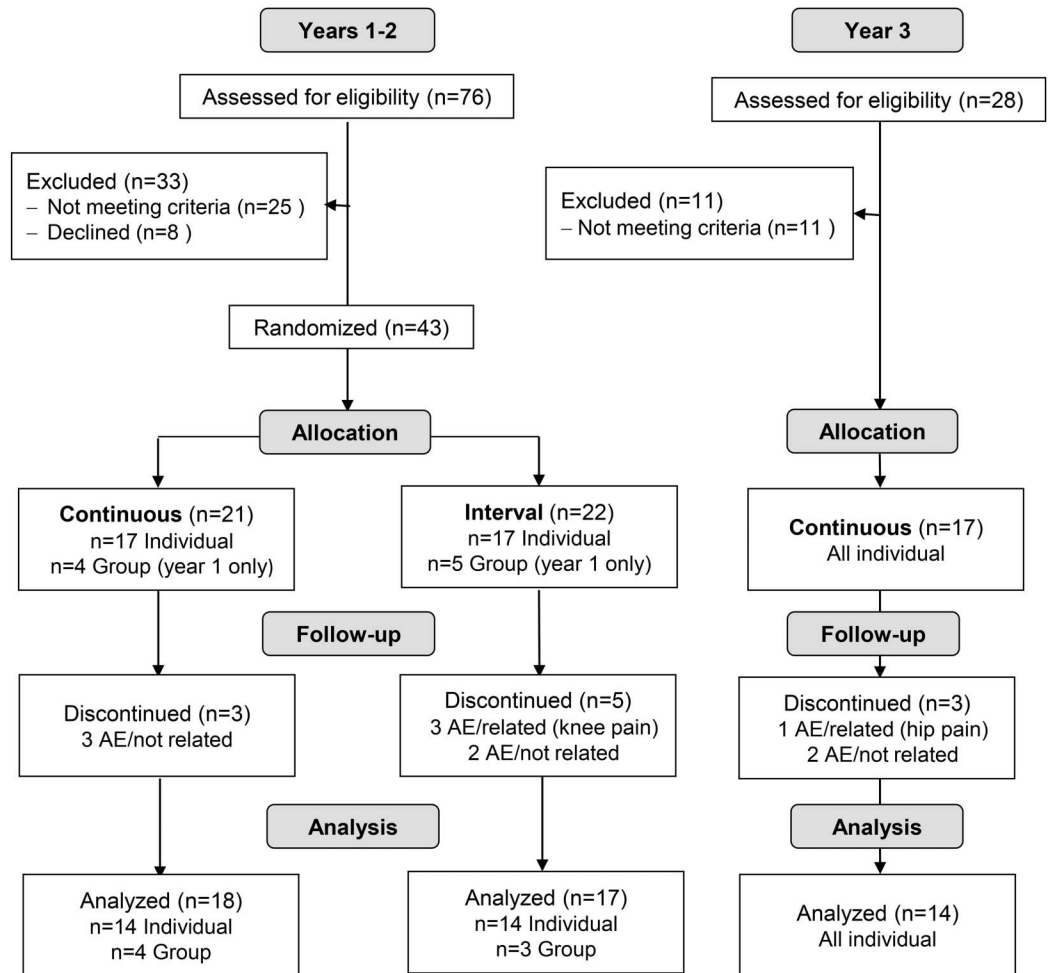 Years 1-2
Assessed for eligibility (n=76)
Excluded (n=33)
– Not meeting criteria (n=25 )
– Declined (n=8 )
Randomized (n=43)
Allocation
Continuous (n=21)
n=17 Individual
n=4 Group (year 1 only)
Interval (n=22)
n=17 Individual
n=5 Group (year 1 only)
Follow-up
Discontinued (n=3)
3 AE/not related
Discontinued (n=5)
3 AE/related (knee pain)
2 AE/not related
Analysis
Analyzed (n=18)
n=14 Individual
n=4 Group
Analyzed (n=17)
n=14 Individual
n=3 Group
Year 3
Assessed for eligibility (n=28)
Excluded (n=11)
– Not meeting criteria (n=11 )
Allocation
Continuous (n=17)
All individual
Follow-up
Discontinued (n=3)
1 AE/related (hip pain)
2 AE/not related
Analysis
Analyzed (n=14)
All individual